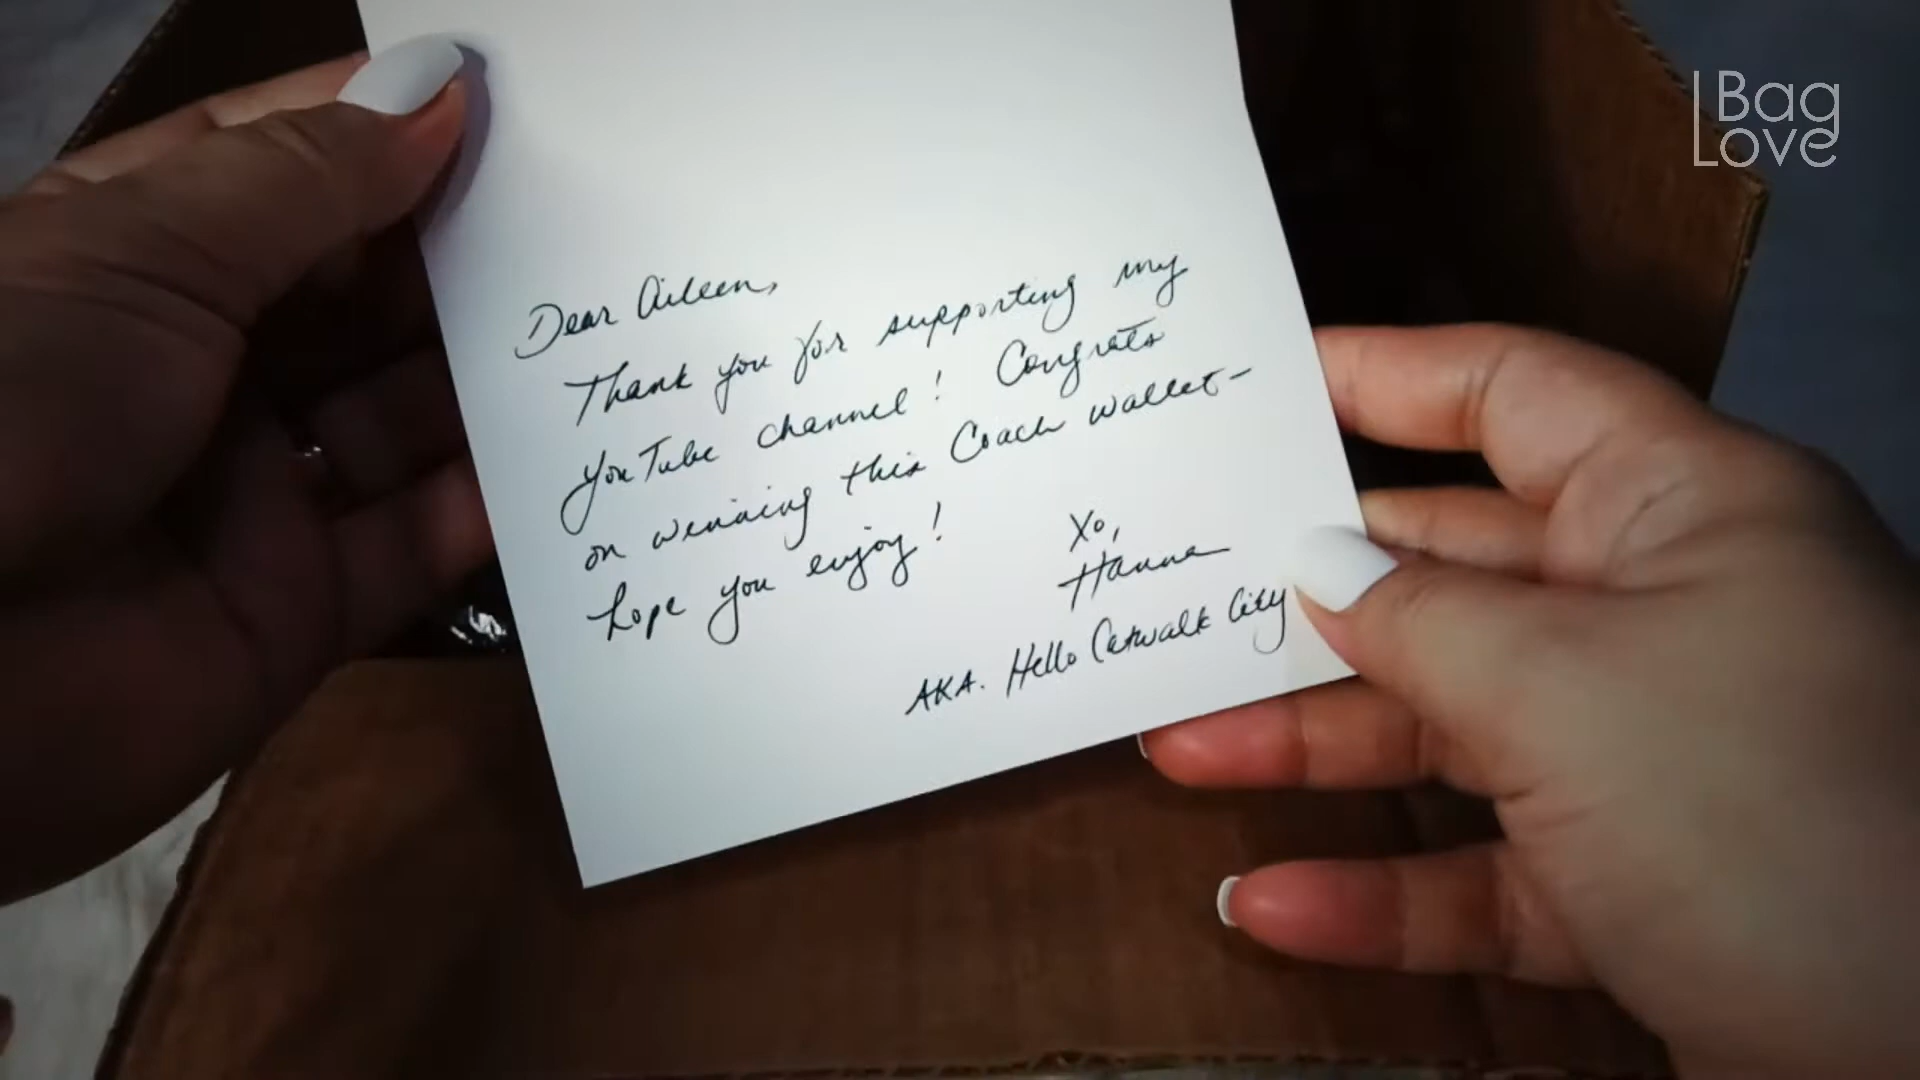 Dear Aileen,
Thank you for supporting my
YouTube channel! Congrats
on winning this Coach wallet-
hope you enjoy!
Xo,
Hanna
AKA. Hello Catwalk City
I Bag
Love